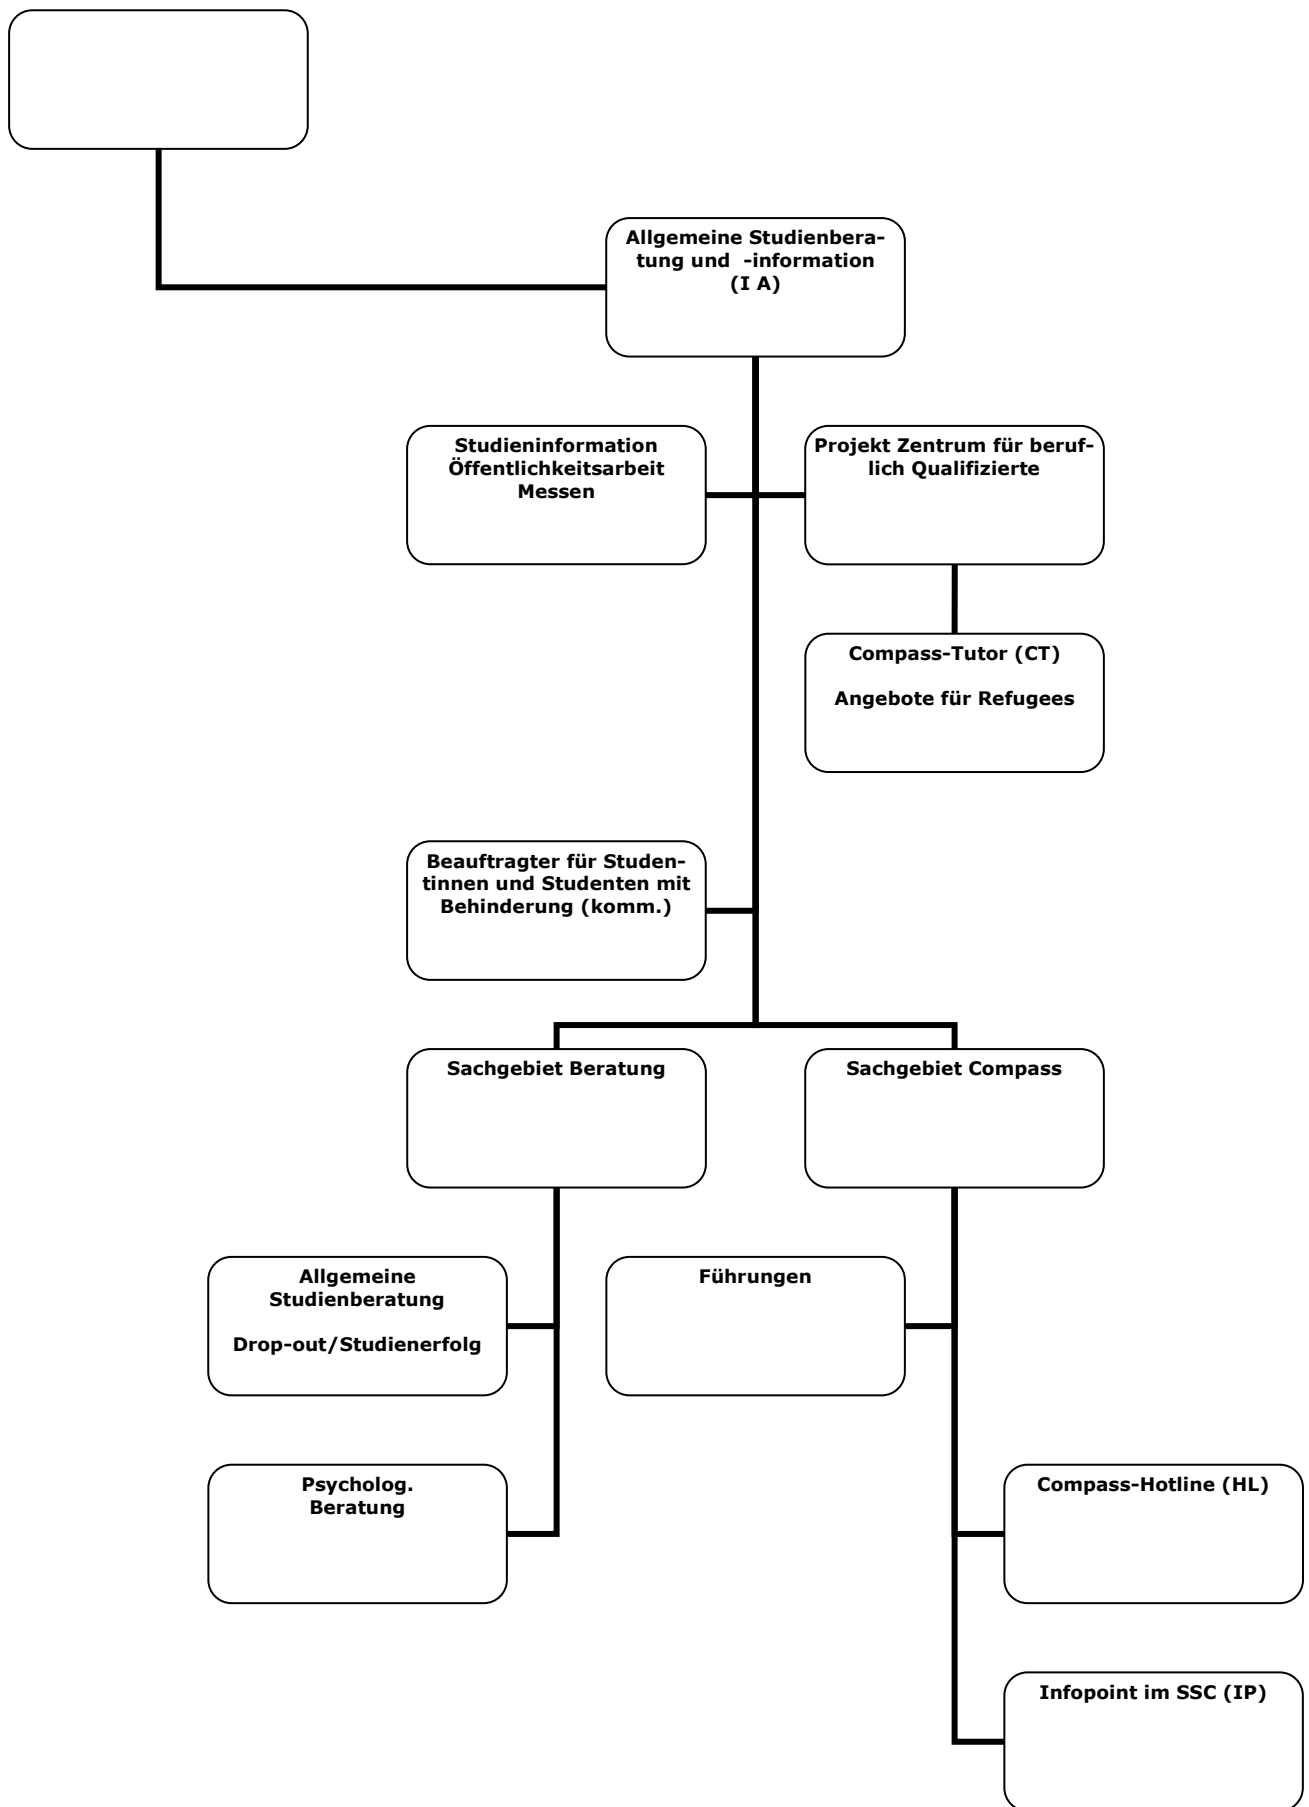 Allgemeine Studienbera-
tung und  -information
(I A)
Studieninformation
Öffentlichkeitsarbeit
Messen
Projekt Zentrum für beruf-
lich Qualifizierte
Compass-Tutor (CT)
Angebote für Refugees
Beauftragter für Studen-
tinnen und Studenten mit
Behinderung (komm.)
Sachgebiet Beratung
Sachgebiet Compass
Allgemeine
Studienberatung
Drop-out/Studienerfolg
Führungen
Psycholog.
Beratung
Compass-Hotline (HL)
Infopoint im SSC (IP)